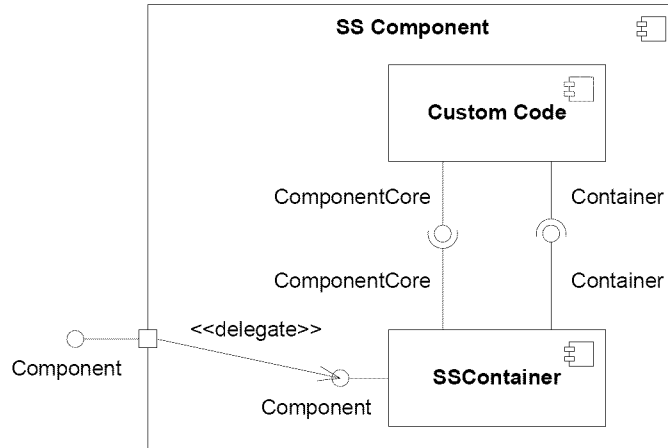 SS Component
Custom Code
ComponentCore Container
ComponentCore Container
<<delegate>>
Component
SSContainer
Component